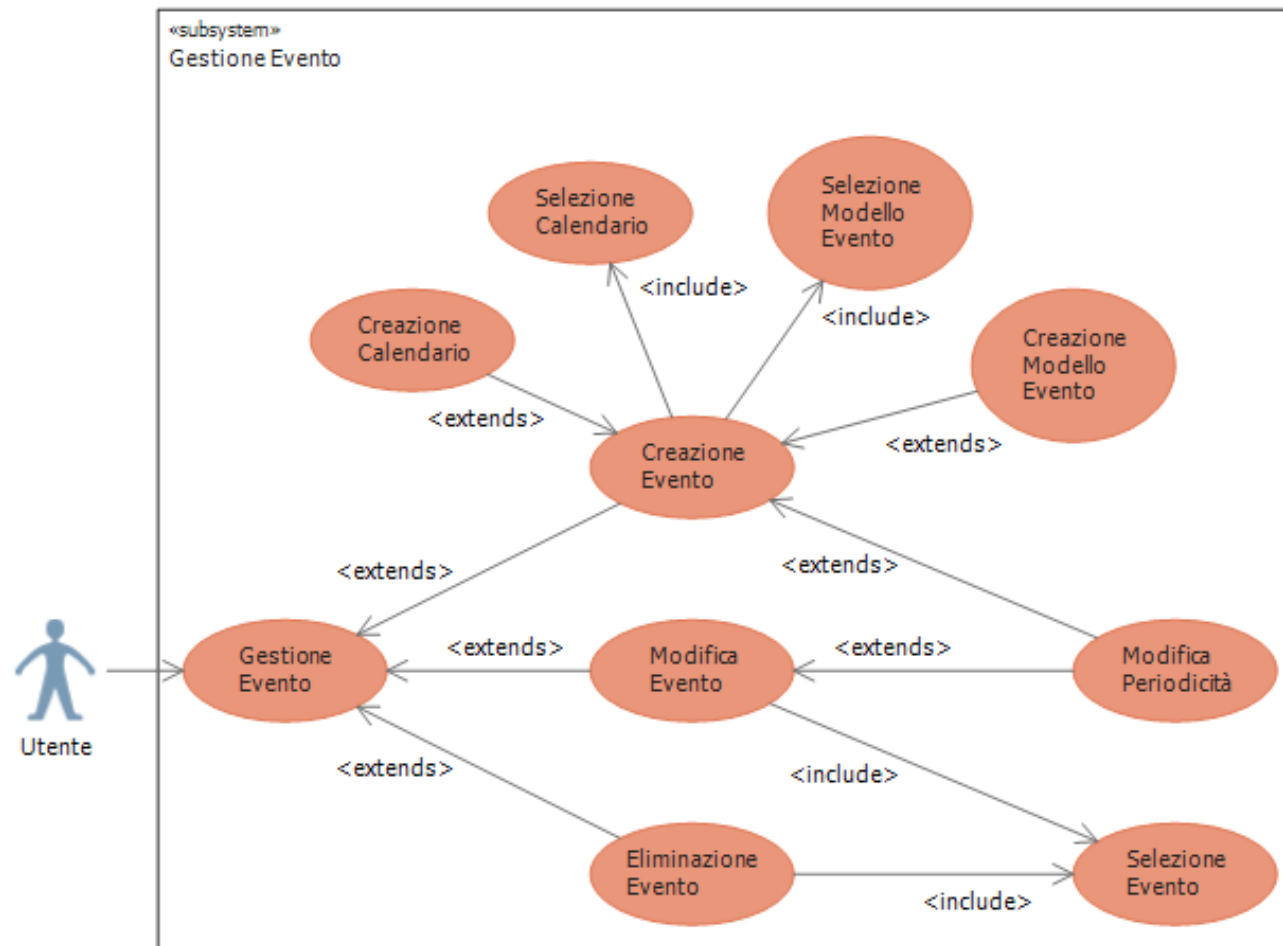 «subsystem»
Gestione Evento
Selezione
Calendario
Selezione
Modello
Evento
<include>
<include>
Creazione
Calendario
Creazione
Modello
Evento
<extends>
<extends>
Creazione
Evento
<extends>
<extends>
Gestione
Evento
<extends>
Modifica
Evento
<extends>
Modifica
Periodicità
Utente
<extends>
<include>
Eliminazione
Evento
Selezione
Evento
<include>